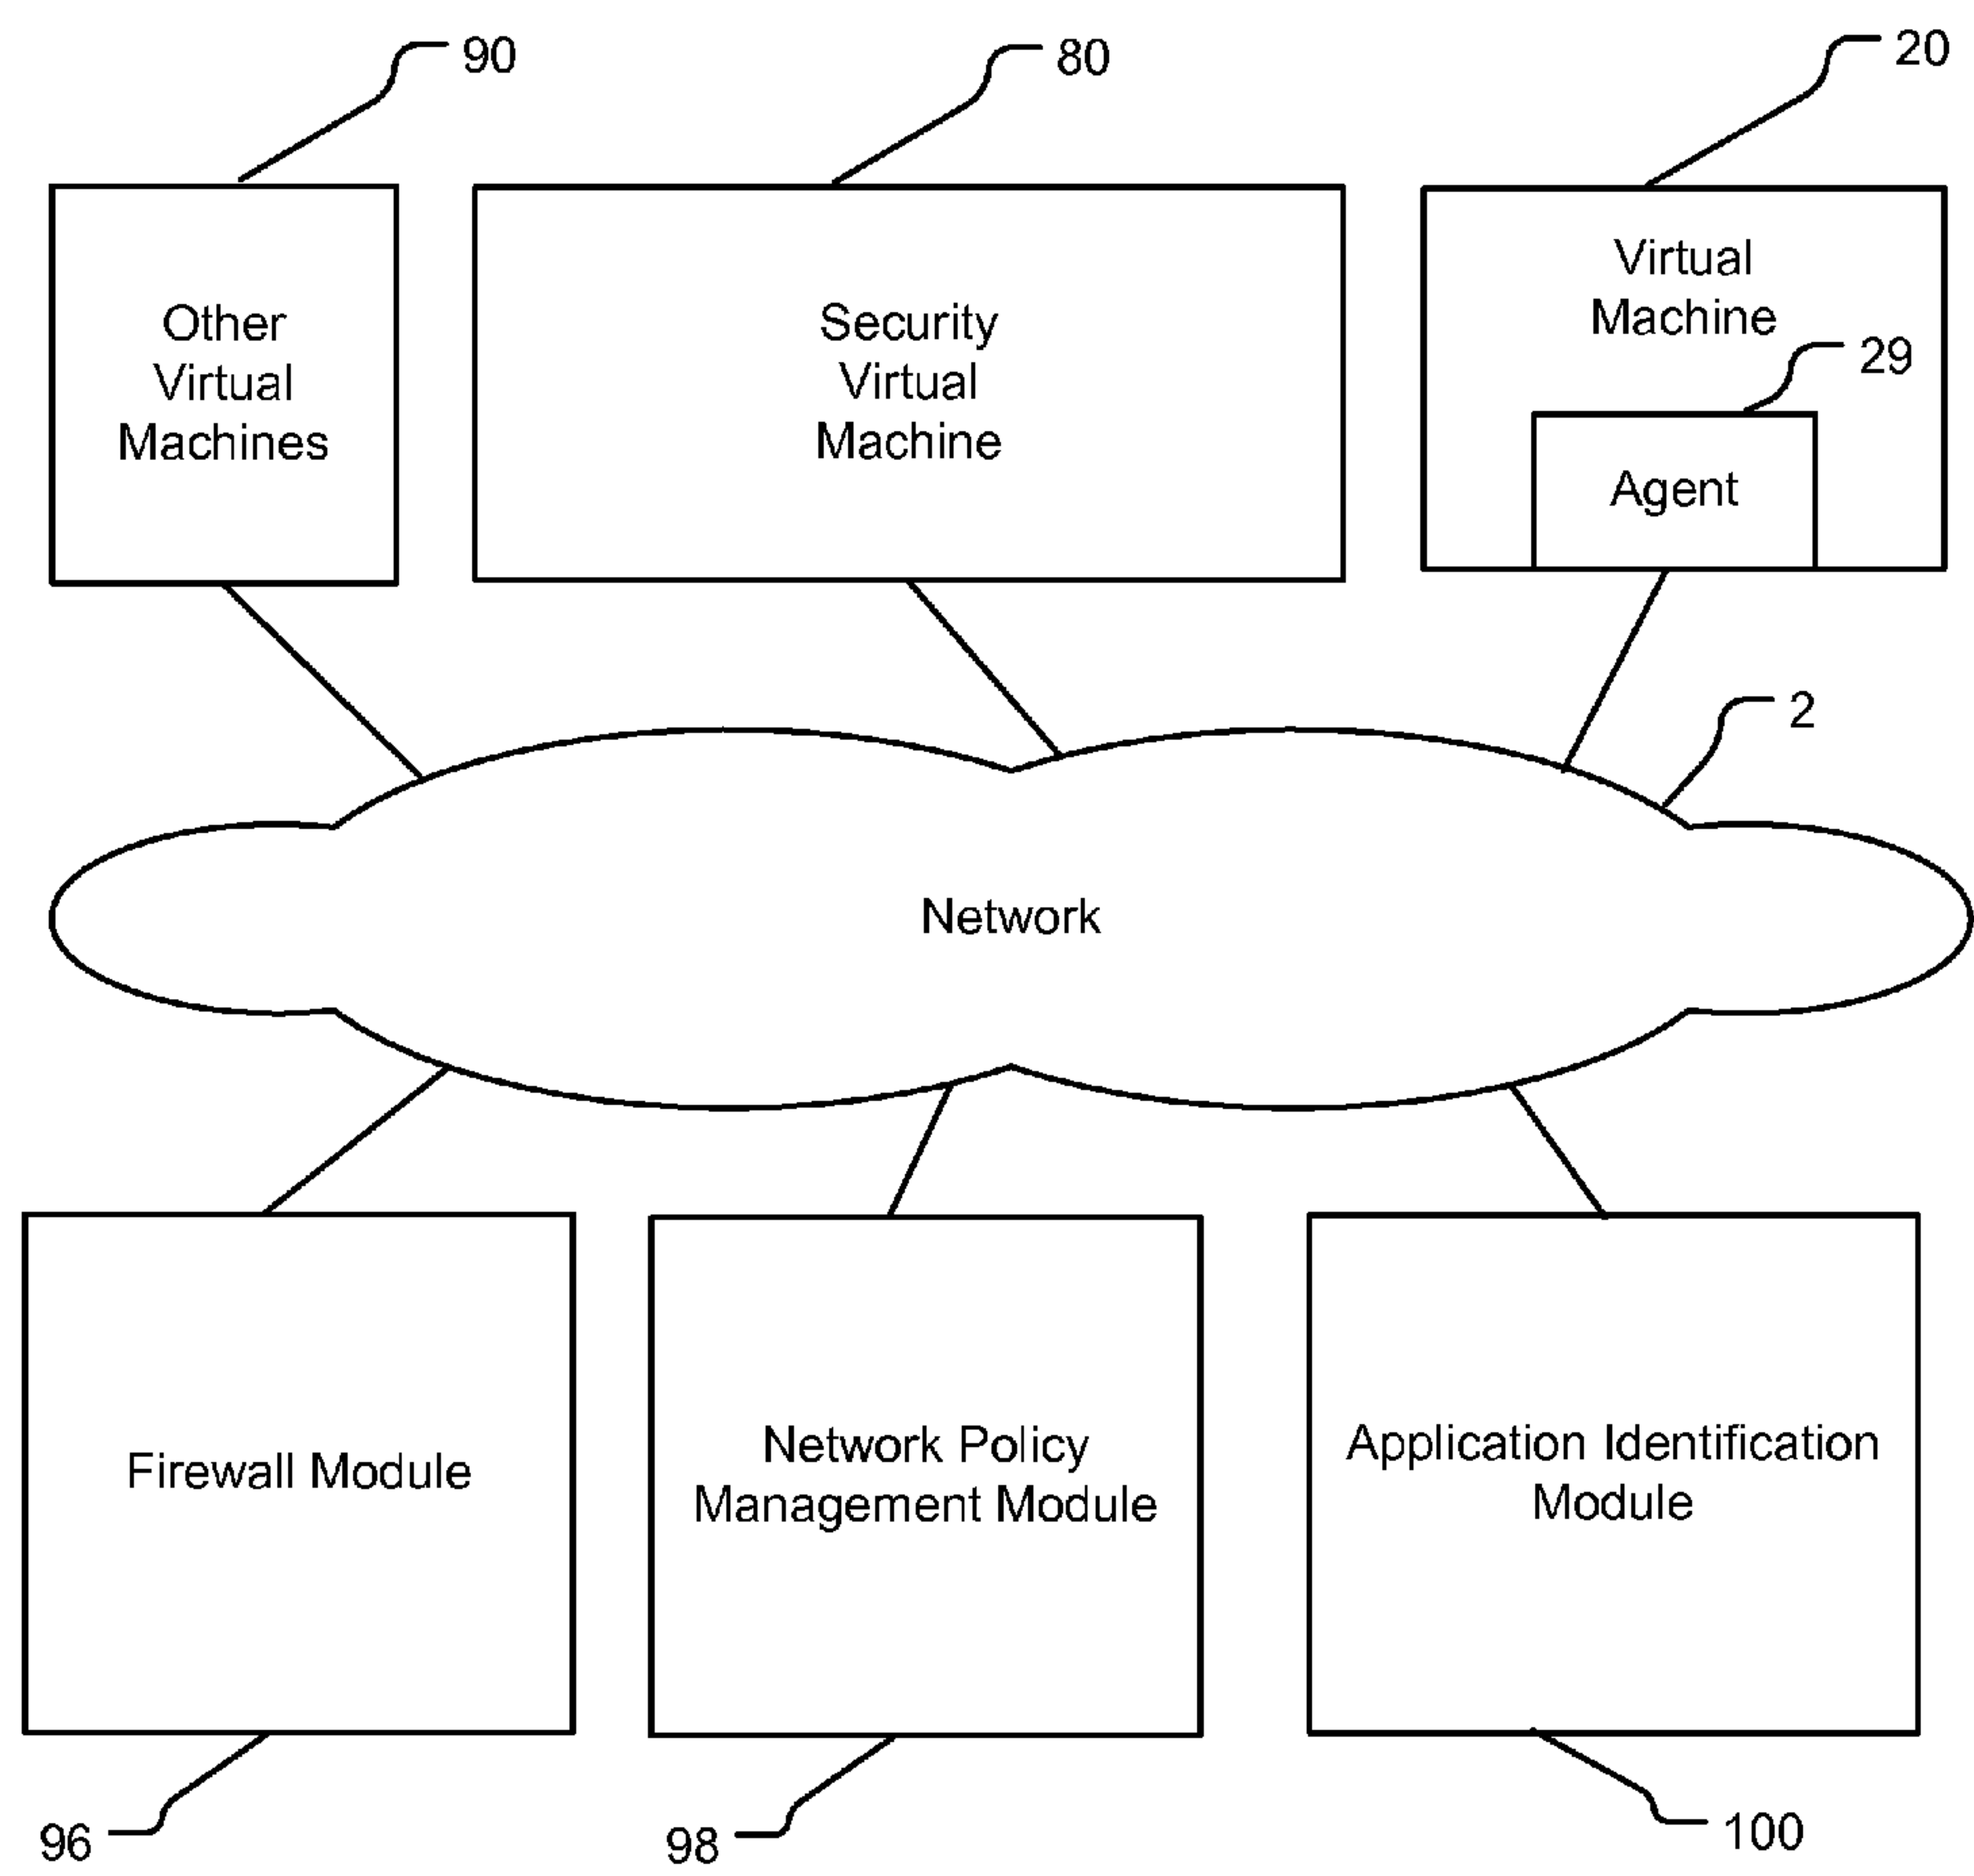 90
80
20
Other
Virtual
Machines
Security
Virtual
Machine
Virtual
Machine
29
Agent
2
Network
Firewall Module
Network Policy
Management Module
Application Identification
Module
96
98
100